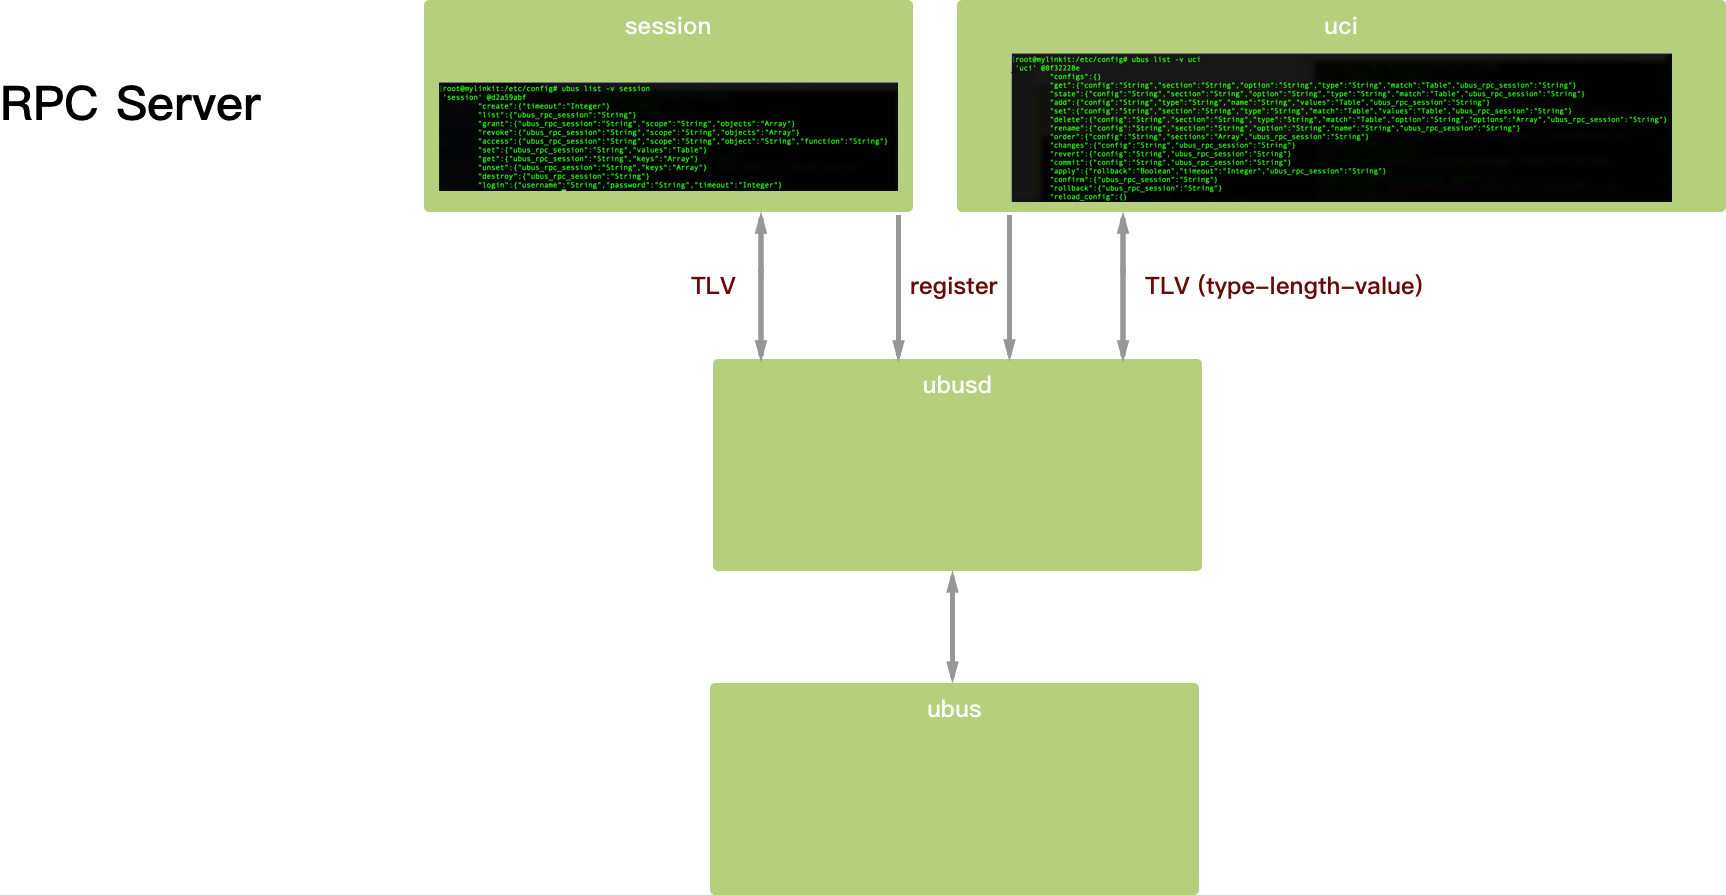 RPC Server
session
[root@mylinkit:/etc/config# ubus list -v session
'session' @d2a59abf
"create":{"timeout":"Integer"}
"list":{"ubus_rpc_session":"String"}
"grant":{"ubus_rpc_session":"String","scope":"String","objects":"Array"}
"revoke":{"ubus_rpc_session":"String","scope":"String","objects":"Array"}
"access":{"ubus_rpc_session":"String","scope":"String","object":"String","function":"String"}
"set":{"ubus_rpc_session":"String","values":"Table"}
"get":{"ubus_rpc_session":"String","keys":"Array"}
"unset":{"ubus_rpc_session":"String","keys":"Array"}
"destroy":{"ubus_rpc_session":"String"}
"login":{"username":"String","password":"String","timeout":"Integer"}
uci
[root@mylinkit:/etc/config# ubus list -v uci
'uci' @0f32228e
"configs":{}
"get":{"config":"String","section":"String","option":"String","type":"String","match":"Table","ubus_rpc_session":"String"}
"state":{"config":"String","section":"String","option":"String","type":"String","match":"Table","ubus_rpc_session":"String"}
"add":{"config":"String","type":"String","name":"String","values":"Table","ubus_rpc_session":"String"}
"set":{"config":"String","section":"String","type":"String","match":"Table","values":"Table","ubus_rpc_session":"String"}
"delete":{"config":"String","section":"String","type":"String","match":"Table","option":"String","options":"Array","ubus_rpc_session":"String"}
"rename":{"config":"String","section":"String","option":"String","name":"String","ubus_rpc_session":"String"}
"order":{"config":"String","sections":"Array","ubus_rpc_session":"String"}
"changes":{"config":"String","ubus_rpc_session":"String"}
"revert":{"config":"String","ubus_rpc_session":"String"}
"commit":{"config":"String","ubus_rpc_session":"String"}
"apply":{"rollback":"Boolean","timeout":"Integer","ubus_rpc_session":"String"}
"confirm":{"ubus_rpc_session":"String"}
"rollback":{"ubus_rpc_session":"String"}
"reload_config":{}
TLV
register
TLV (type-length-value)
ubusd
ubus